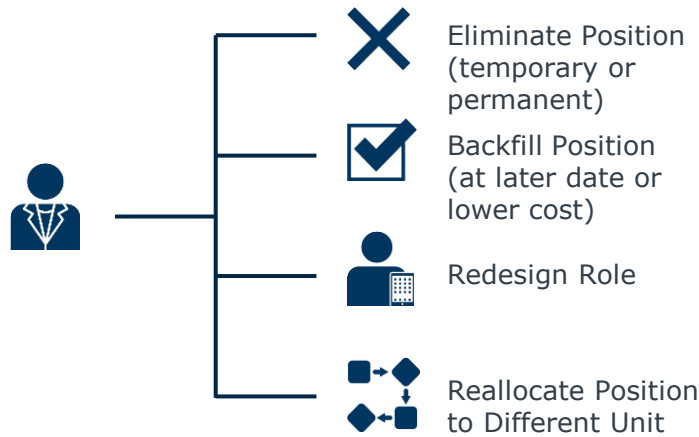 Eliminate Position
(temporary or
permanent)
Backfill Position
(at later date or
lower cost)
Redesign Role
Reallocate Position
to Different Unit